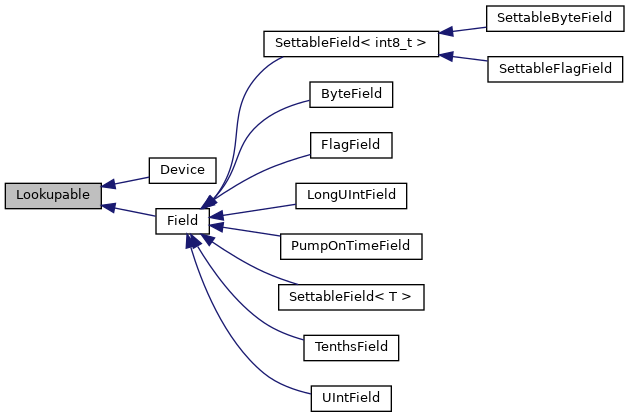 SettableByteField
SettableField< int8_t >
SettableFlagField
ByteField
FlagField
Device
Lookupable
LongUIntField
Field
PumpOnTimeField
SettableField< T >
TenthsField
UIntField